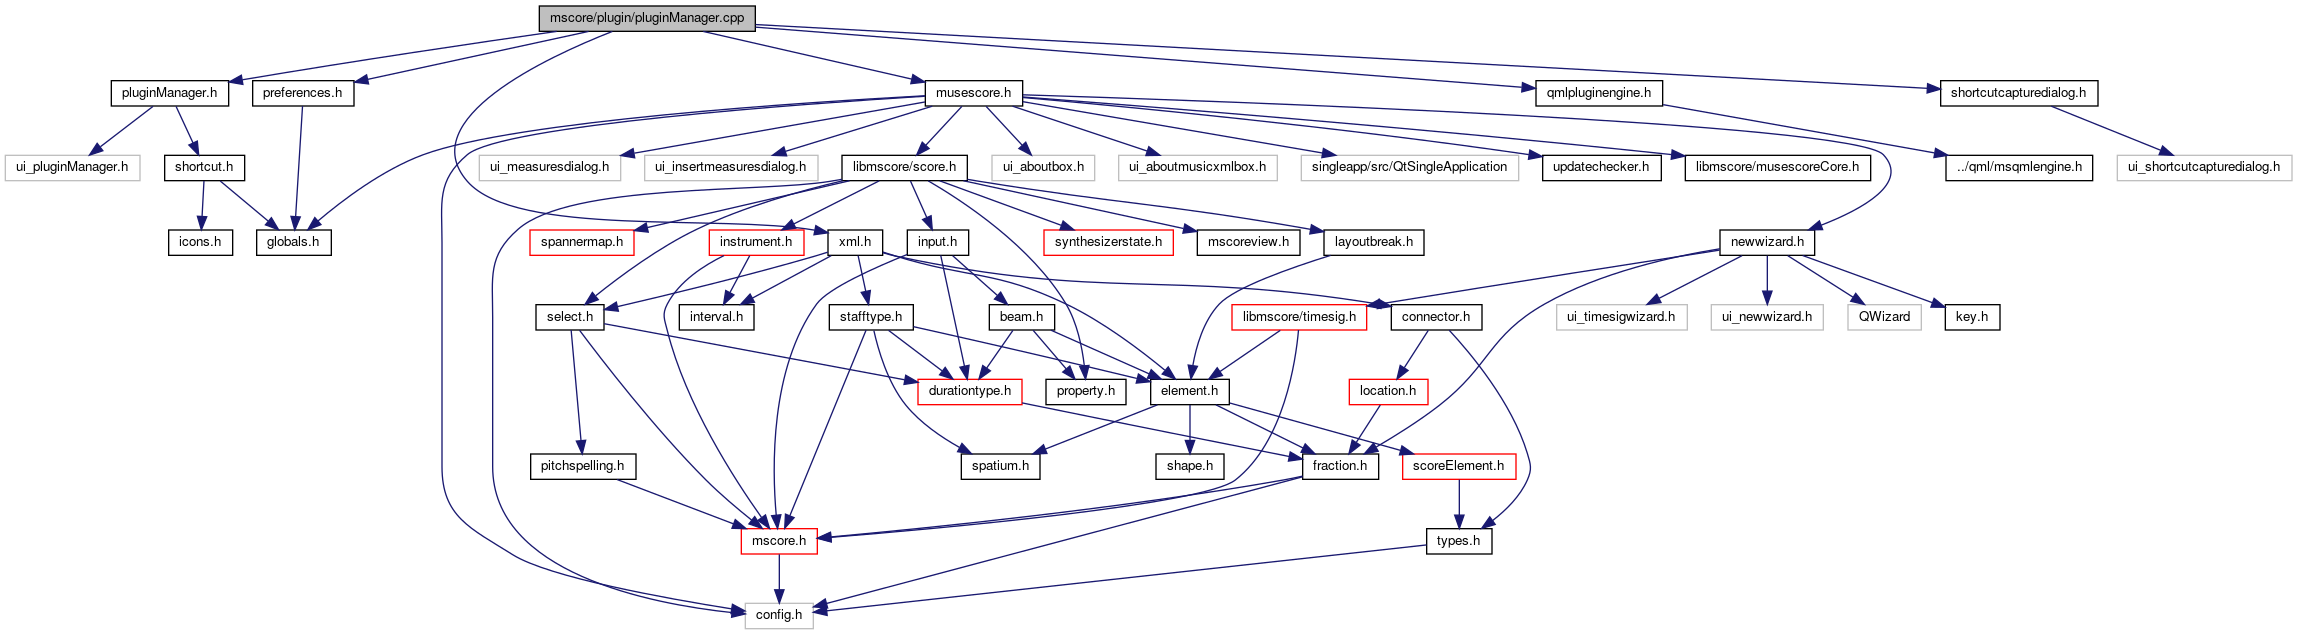 mscore/plugin/pluginManager.cpp
pluginManager.h
preferences.h
musescore.h
qmlpluginengine.h
shortcutcapturedialog.h
ui_pluginManager.h
shortcut.h
ui_measuresdialog.h
ui_insertmeasuresdialog.h
libmscore/score.h
ui_aboutbox.h
ui_aboutmusicxmlbox.h
singleapp/src/QtSingleApplication
updatechecker.h
libmscore/musescoreCore.h
../qml/msqmlengine.h
ui_shortcutcapturedialog.h
icons.h
globals.h
spannermap.h
instrument.h
xml.h
input.h
synthesizerstate.h
mscoreview.h
layoutbreak.h
newwizard.h
select.h
interval.h
stafftype.h
beam.h
libmscore/timesig.h
connector.h
ui_timesigwizard.h
ui_newwizard.h
QWizard
key.h
durationtype.h
property.h
element.h
location.h
pitchspelling.h
spatium.h
shape.h
fraction.h
scoreElement.h
mscore.h
types.h
config.h